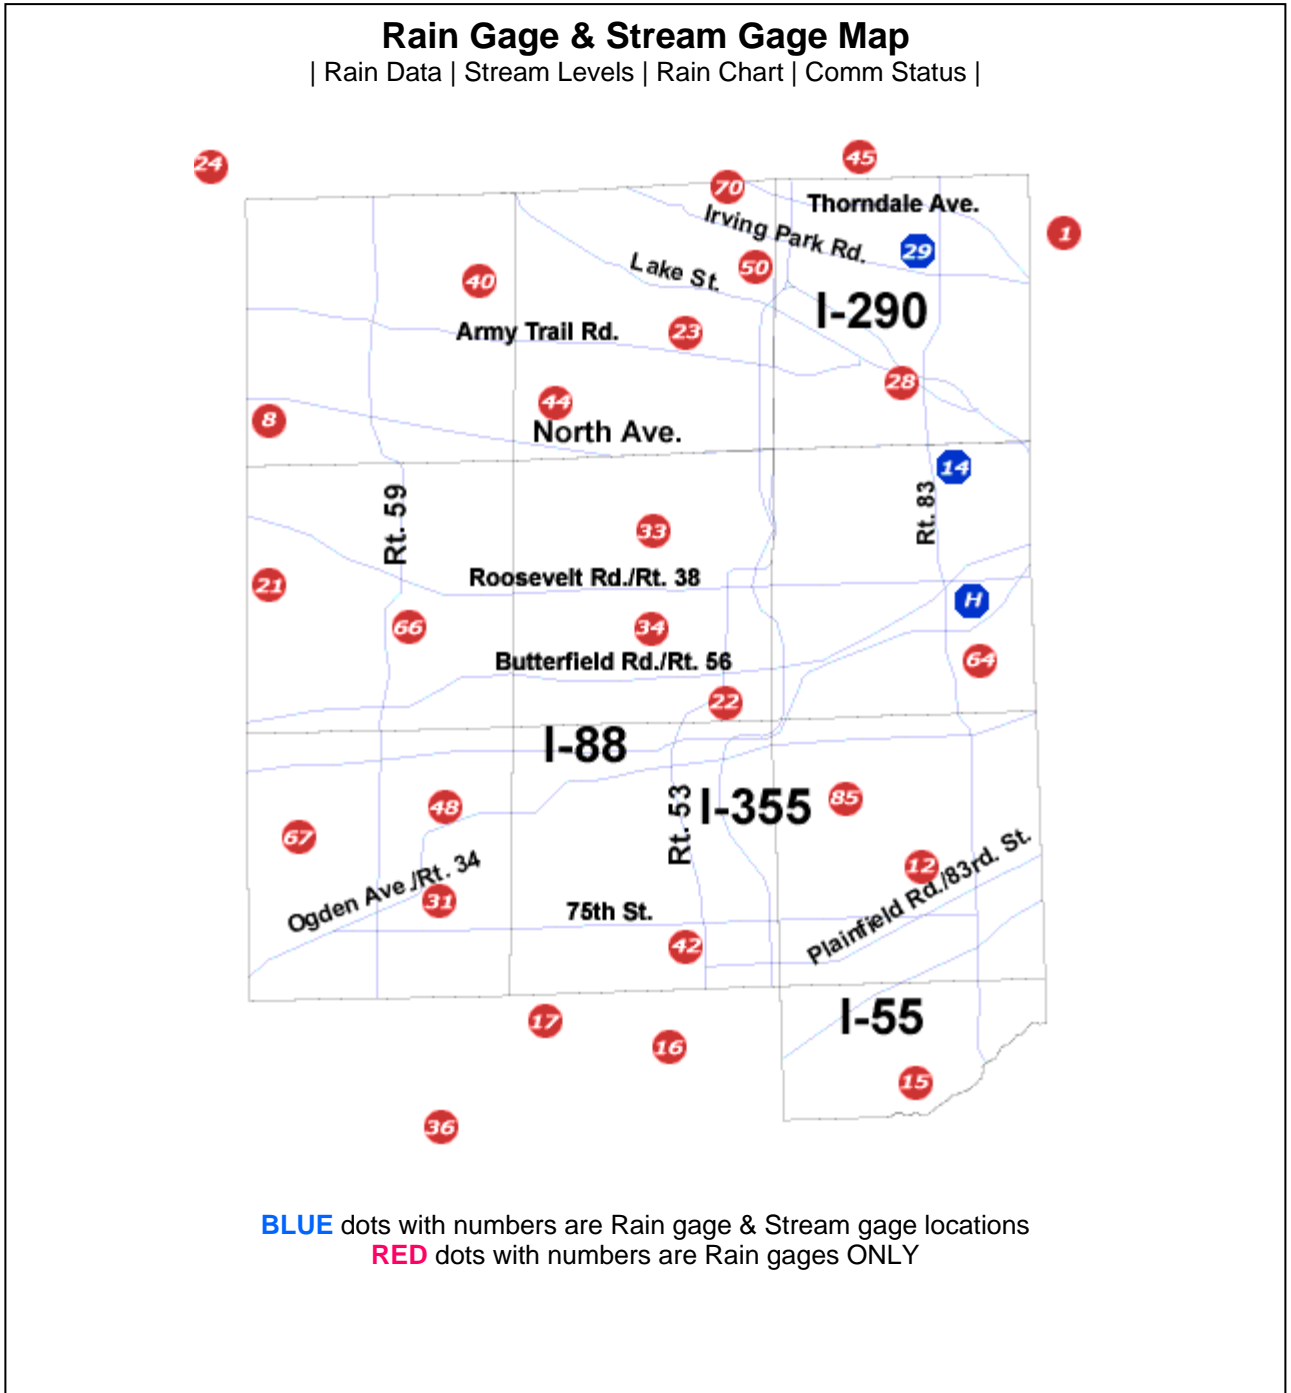 Rain Gage & Stream Gage Map
| Rain Data | Stream Levels | Rain Chart | Comm Status |
24
45
70
Thorndale Ave.
1
Irving Park Rd.
29
50
Lake St.
40
I-290
23
Army Trail Rd.
28
44
8
North Ave.
14
Rt. 59
Rt. 83
33
21
Roosevelt Rd./Rt. 38
H
66
34
64
Butterfield Rd./Rt. 56
22
I-88
48
Rt. 53
I-355
85
67
12
Ogden Ave./Rt. 34
31
Plainfield Rd./83rd. St.
75th St.
42
17
I-55
16
15
36
BLUE dots with numbers are Rain gage & Stream gage locations
RED dots with numbers are Rain gages ONLY